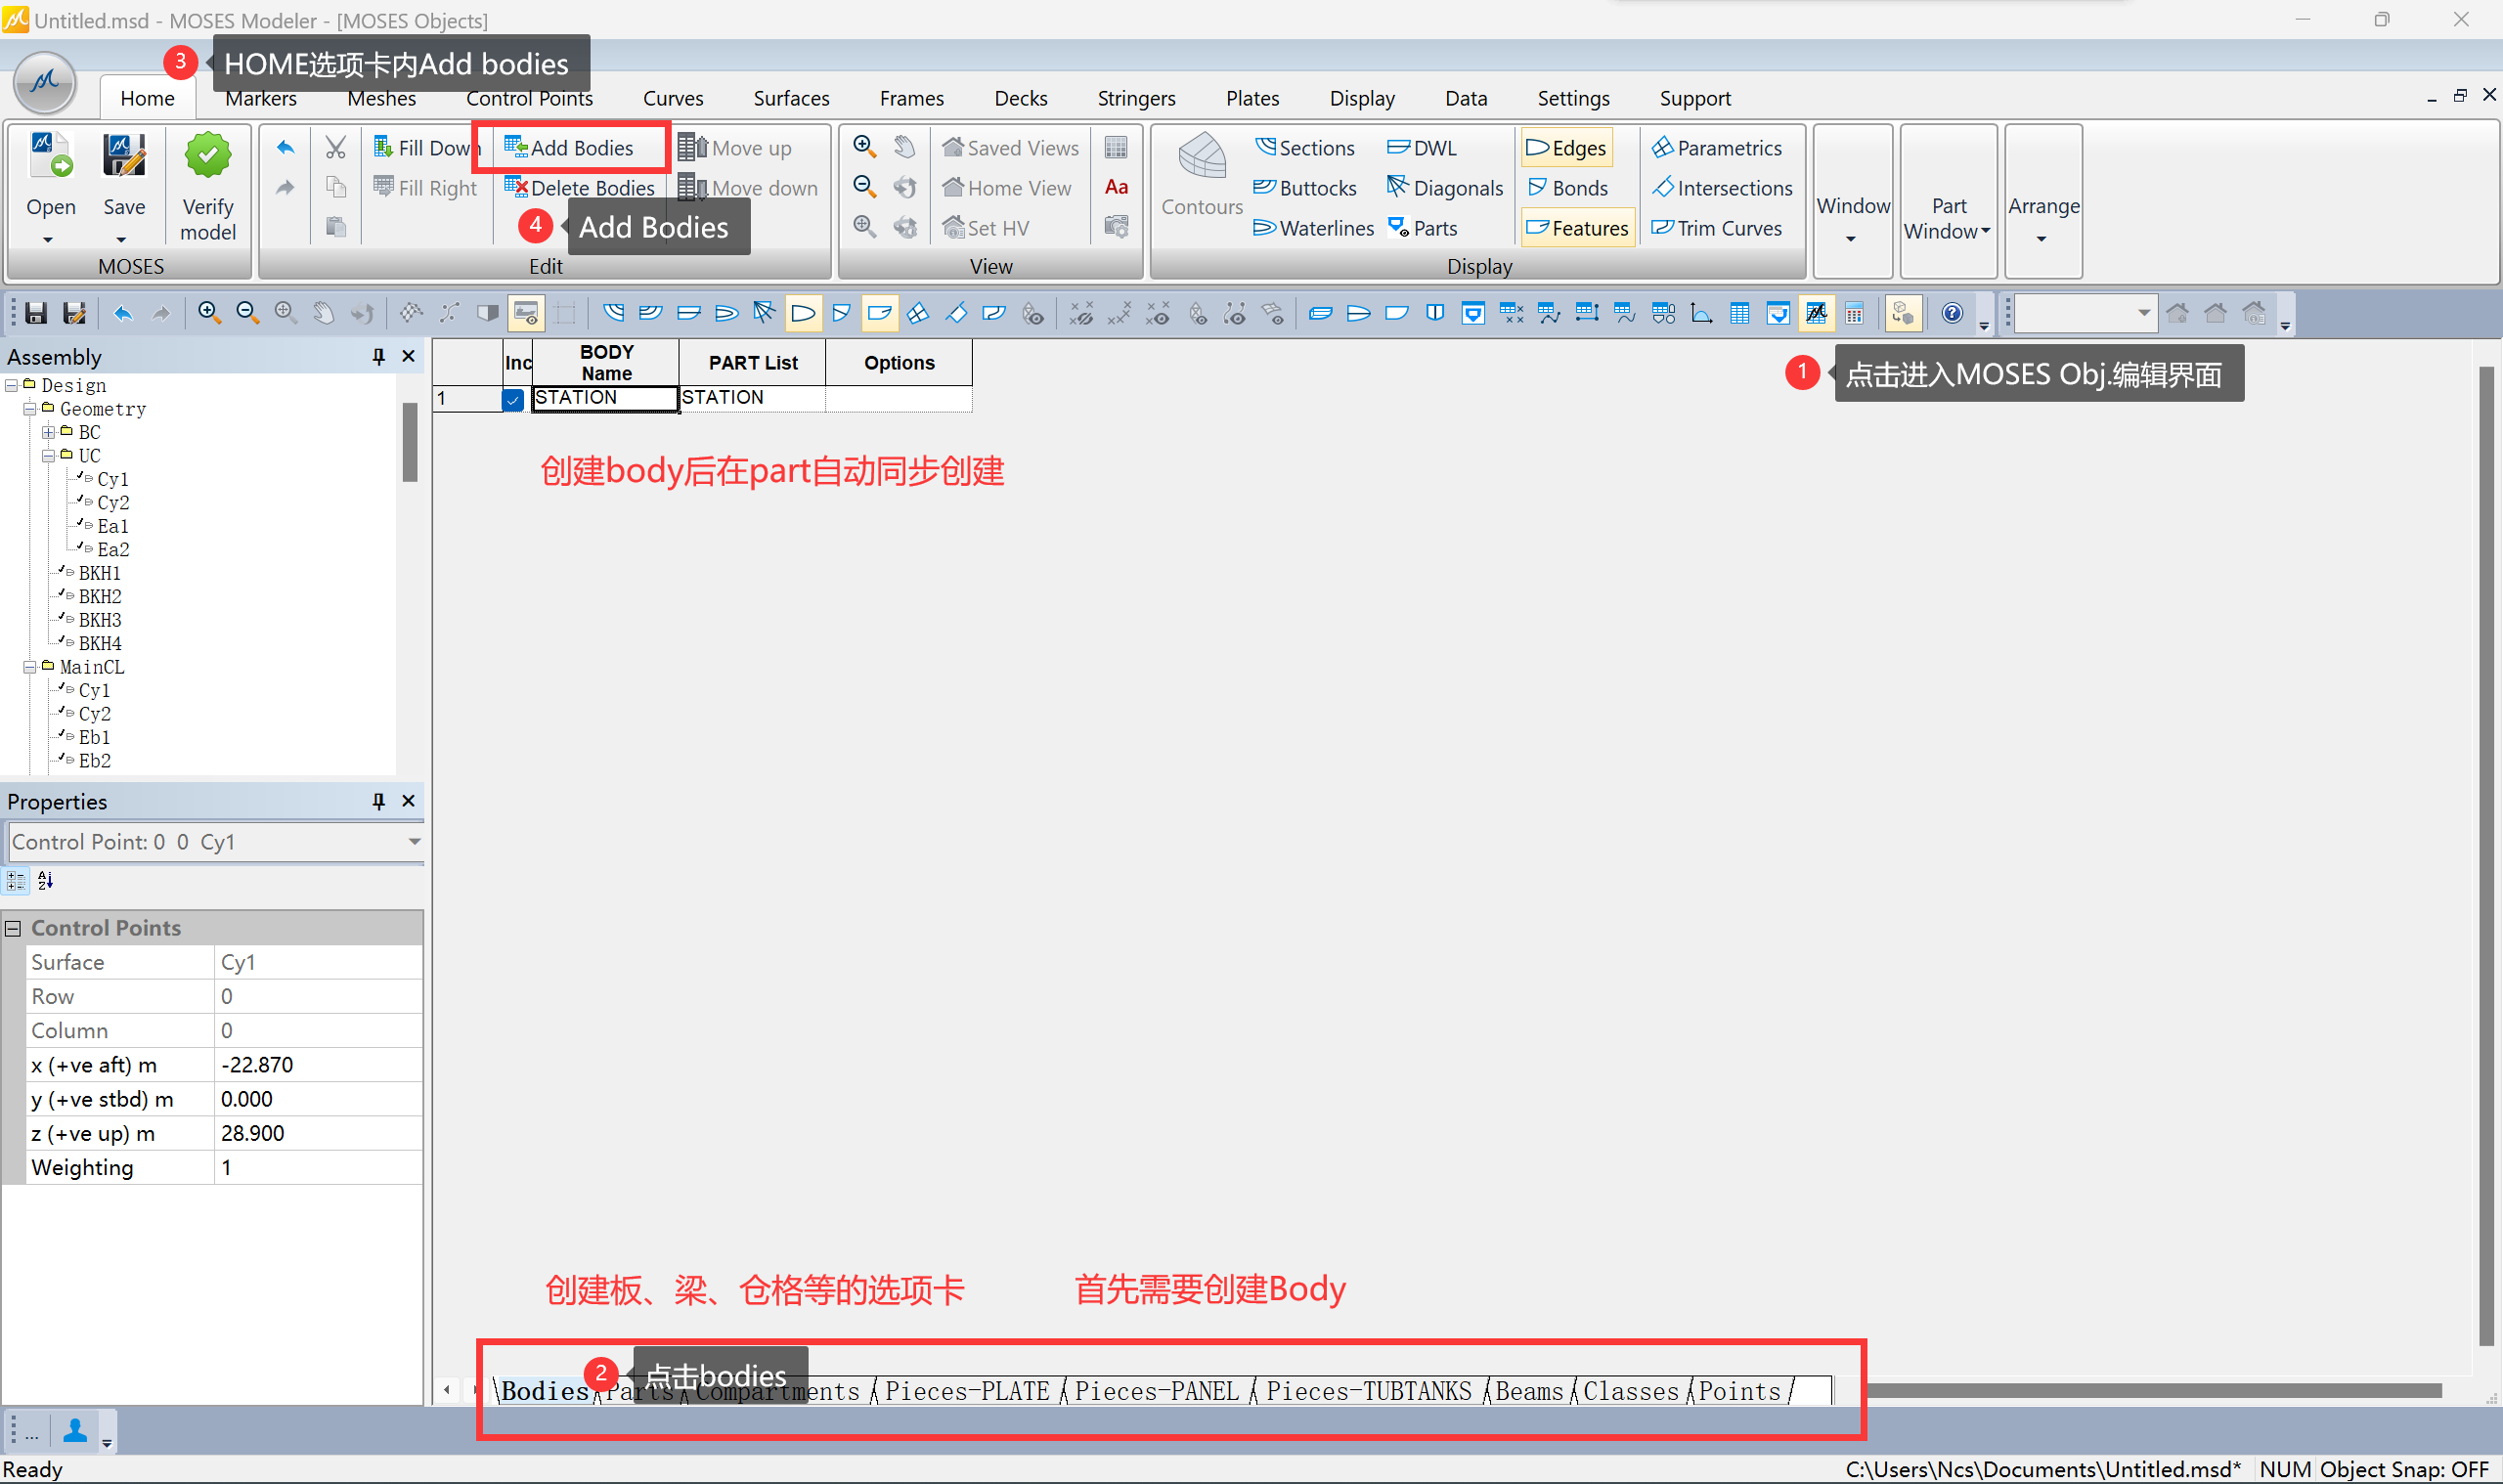 Untitled.msd - MOSES Modeler - [MOSES Objects]
3 HOME选项卡内Add bodies
Home Markers Meshes Control Points Curves Surfaces Frames Decks Stringers Plates Display Data Settings Support
Open Save Verify model
MOSES
Fill Down Add Bodies Move up
Fill Right Delete Bodies Move down
4 Add Bodies
Edit
Saved Views
Home View Aa
Set HV
View
Contours
Sections DWL Edges Parametrics
Buttocks Diagonals Bonds Intersections
Waterlines Parts Features Trim Curves
Display
Window Part Window Arrange
Assembly
Design
Geometry
BC
UC
Cy1
Cy2
Ea1
Ea2
BKH1
BKH2
BKH3
BKH4
MainCL
Cy1
Cy2
Eb1
Eb2
Inc BODY Name PART List Options
1 STATION STATION
1 点击进入MOSES Obj.编辑界面
创建body后在part自动同步创建
Properties
Control Point: 0 0 Cy1
Control Points
Surface Cy1
Row 0
Column 0
x (+ve aft) m -22.870
y (+ve stbd) m 0.000
z (+ve up) m 28.900
Weighting 1
创建板、梁、仓格等的选项卡 首先需要创建Body
2 点击bodies
Bodies Parts Compartments Pieces-PLATE Pieces-PANEL Pieces-TUBTANKS Beams Classes Points
...
Ready C:\Users\Ncs\Documents\Untitled.msd* NUM Object Snap: OFF